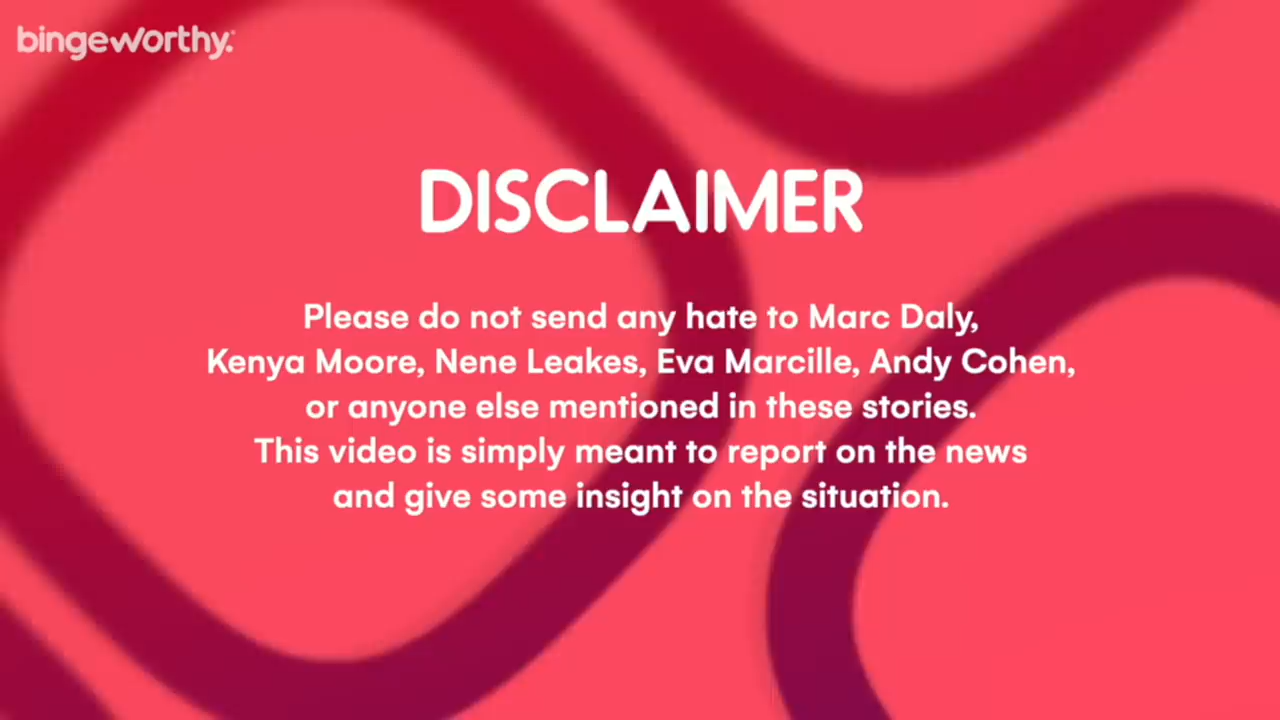 bingeworthy.
DISCLAIMER
Please do not send any hate to Marc Daly,
Kenya Moore, Nene Leakes, Eva Marcille, Andy Cohen,
or anyone else mentioned in these stories.
This video is simply meant to report on the news
and give some insight on the situation.